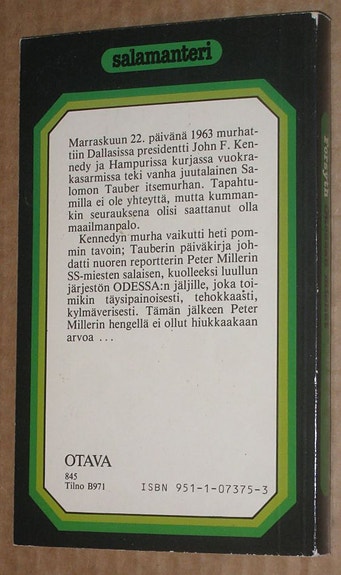 salamanteri
Marraskuun 22. päivänä 1963 murhat-
tiin Dallasissa presidentti John F. Ken-
nedy ja Hampurissa kurjassa vuokra-
kasarmissa teki vanha juutalainen Sa-
lomon Tauber itsemurhan. Tapahtu-
milla ei ole yhteyttä, mutta kumman-
kin seurauksena olisi saattanut olla
maailmanpalo.
Kennedyn murha vaikutti heti pom-
min tavoin; Tauberin päiväkirja joh-
datti nuoren reportterin Peter Millerin
SS-miesten salaisen, kuolleeksi luullun
järjestön ODESSA:n jäljille, joka toi-
mikin täysipainoisesti, tehokkaasti,
kylmäverisesti. Tämän jälkeen Peter
Millerin hengellä ei ollut hiukkaakaan
arvoa ...
OTAVA
845
Tilno B971
ISBN 951-1-07375-3
Forsyth